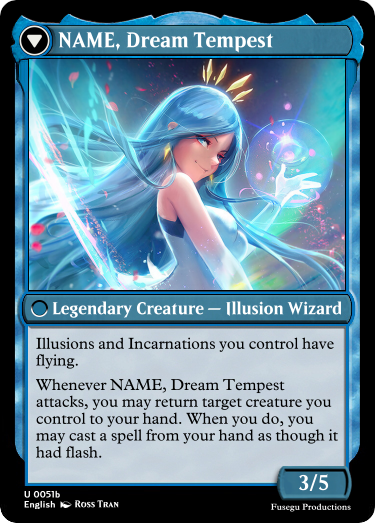 NAME, Dream Tempest
Legendary Creature — Illusion Wizard
Illusions and Incarnations you control have
flying.
Whenever NAME, Dream Tempest
attacks, you may return target creature you
control to your hand. When you do, you
may cast a spell from your hand as though it
had flash.
3/5
U 0051b
English Ross Tran
Fusegu Productions